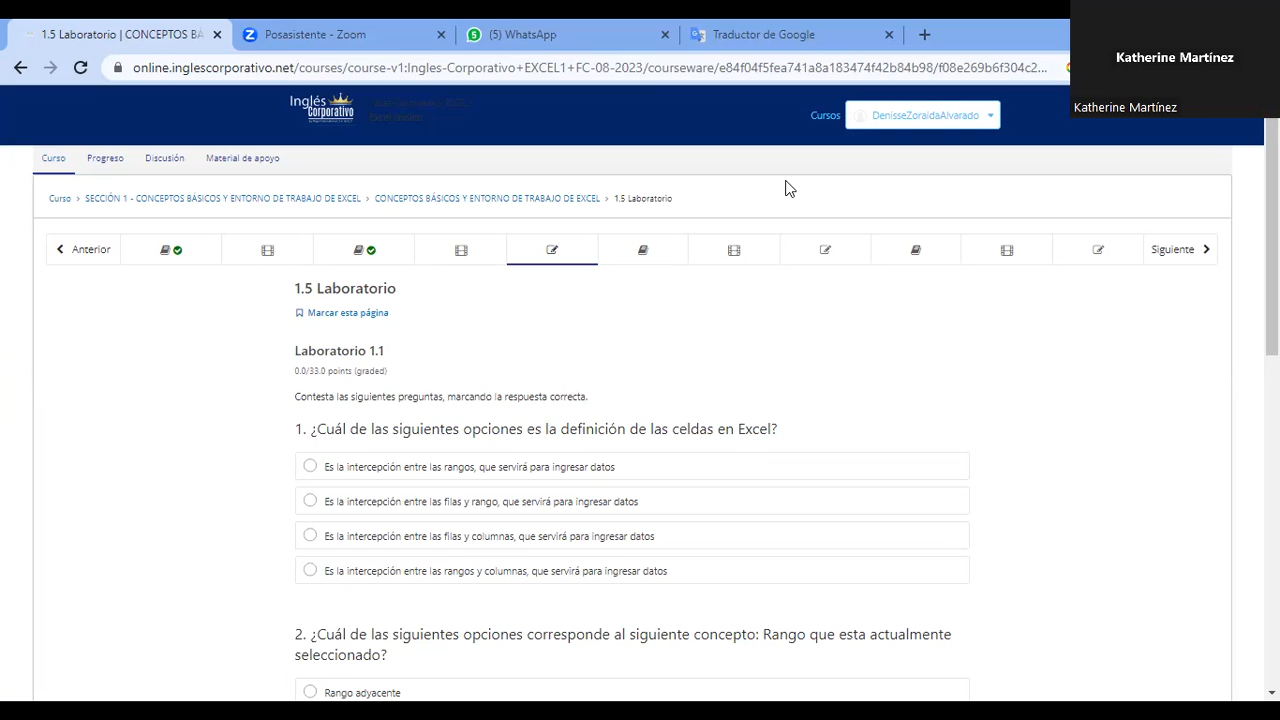 1.5 Laboratorio | CONCEPTOS BÁ
Posasistente - Zoom
(5) WhatsApp
Traductor de Google
Katherine Martínez
online.inglescorporativo.net/courses/course-v1:Ingles-Corporativo+EXCEL1+FC-08-2023/courseware/e84f04f5fea741a8a183474f42b84b98/f08e269b6f304c2...
Katherine Martínez
Inglés
Corporativo
Excel básico
Cursos
DenisseZoraidaAlvarado
Curso
Progreso
Discusión
Material de apoyo
Curso > SECCIÓN 1 - CONCEPTOS BÁSICOS Y ENTORNO DE TRABAJO DE EXCEL > CONCEPTOS BÁSICOS Y ENTORNO DE TRABAJO DE EXCEL > 1.5 Laboratorio
Anterior
Siguiente
1.5 Laboratorio
Marcar esta página
Laboratorio 1.1
0.0/33.0 points (graded)
Contesta las siguientes preguntas, marcando la respuesta correcta.
1. ¿Cuál de las siguientes opciones es la definición de las celdas en Excel?
Es la intercepción entre las rangos, que servirá para ingresar datos
Es la intercepción entre las filas y rango, que servirá para ingresar datos
Es la intercepción entre las filas y columnas, que servirá para ingresar datos
Es la intercepción entre las rangos y columnas, que servirá para ingresar datos
2. ¿Cuál de las siguientes opciones corresponde al siguiente concepto: Rango que esta actualmente
seleccionado?
Rango adyacente